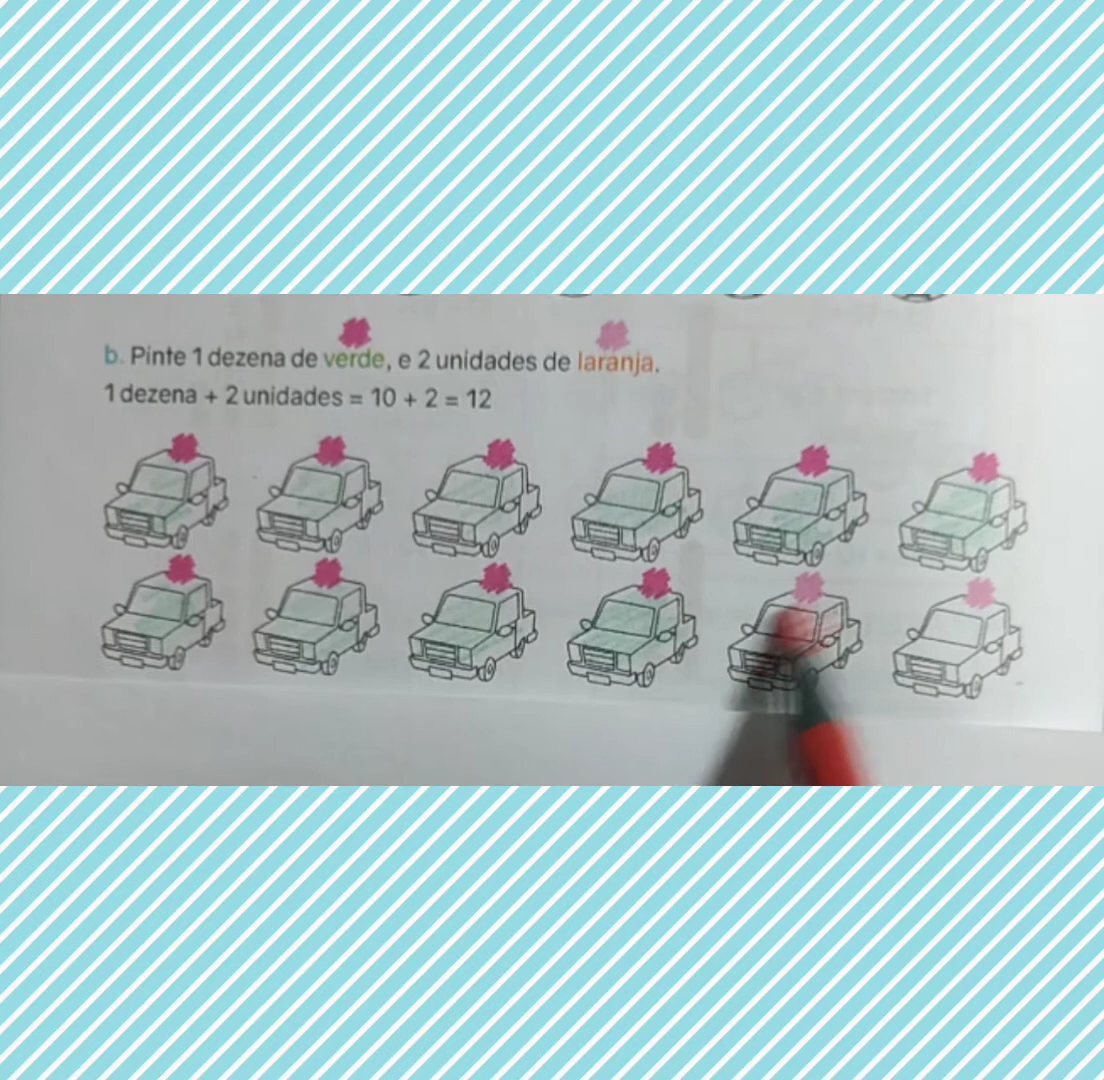 b. Pinte 1 dezena de verde, e 2 unidades de laranja.
1 dezena + 2 unidades = 10 + 2 = 12